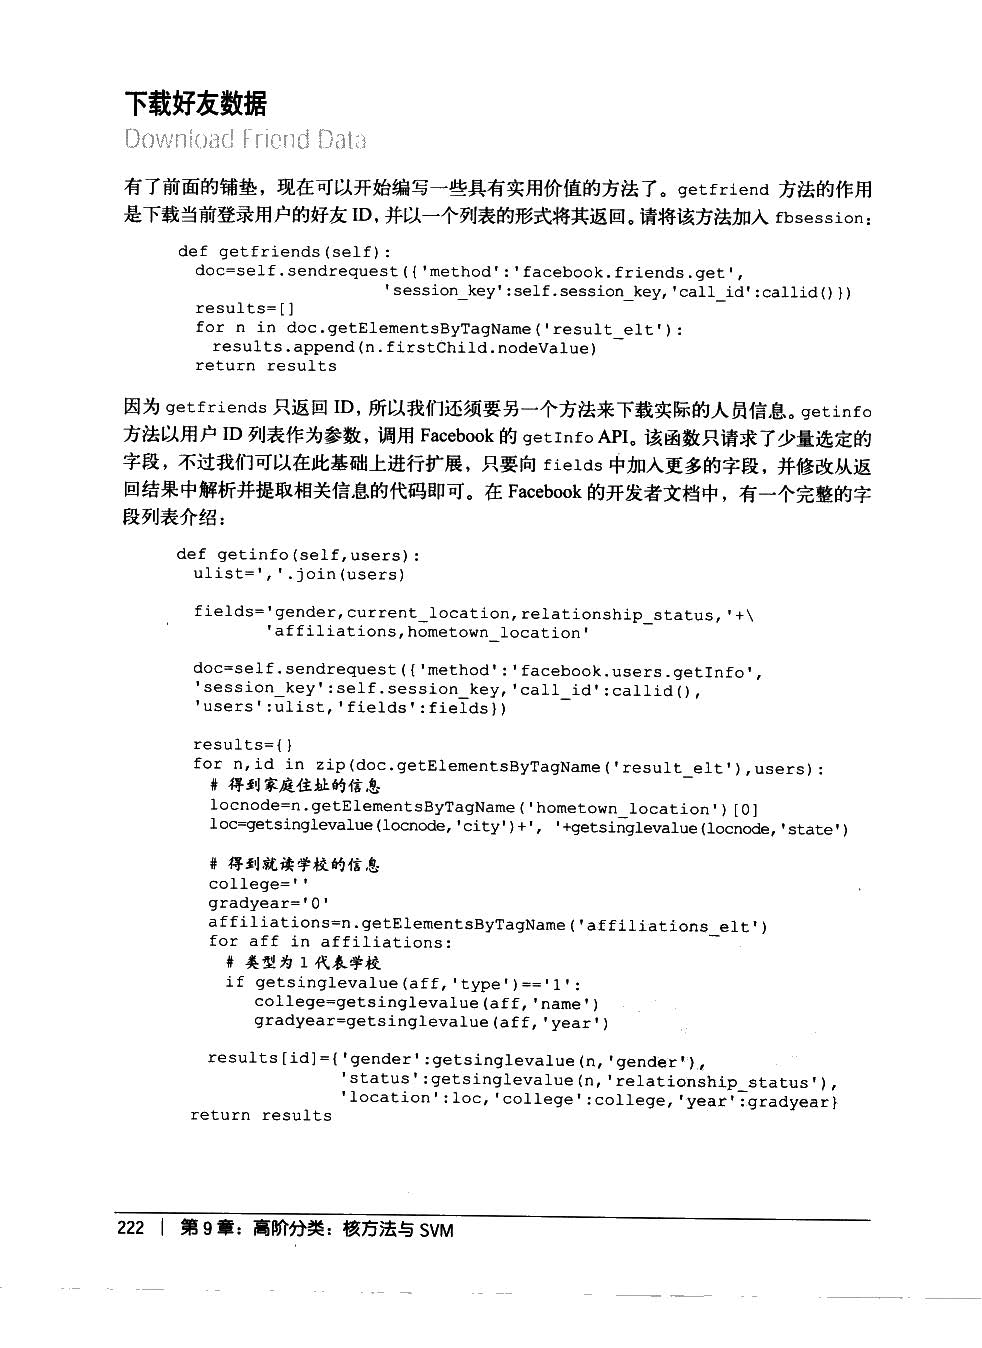 下载好友数据
Download Friend Data
有了前面的铺垫，现在可以开始编写一些具有实用价值的方法了。getfriend 方法的作用
是下载当前登录用户的好友 ID，并以一个列表的形式将其返回。请将该方法加入 fbsession：
def getfriends(self):
  doc=self.sendrequest({'method':'facebook.friends.get',
                        'session_key':self.session_key,'call_id':callid()})
  results=[]
  for n in doc.getElementsByTagName('result_elt'):
    results.append(n.firstChild.nodeValue)
  return results
因为 getfriends 只返回 ID，所以我们还须要另一个方法来下载实际的人员信息。getinfo
方法以用户 ID 列表作为参数，调用 Facebook 的 getInfo API。该函数只请求了少量选定的
字段，不过我们可以在此基础上进行扩展，只要向 fields 中加入更多的字段，并修改从返
回结果中解析并提取相关信息的代码即可。在 Facebook 的开发者文档中，有一个完整的字
段列表介绍：
def getinfo(self,users):
  ulist=','.join(users)
  fields='gender,current_location,relationship_status,'+\
         'affiliations,hometown_location'
  doc=self.sendrequest({'method':'facebook.users.getInfo',
  'session_key':self.session_key,'call_id':callid(),
  'users':ulist,'fields':fields})
  results={}
  for n,id in zip(doc.getElementsByTagName('result_elt'),users):
    # 得到家庭住址的信息
    locnode=n.getElementsByTagName('hometown_location')[0]
    loc=getsinglevalue(locnode,'city')+', '+getsinglevalue(locnode,'state')
    # 得到就读学校的信息
    college=''
    gradyear='0'
    affiliations=n.getElementsByTagName('affiliations_elt')
    for aff in affiliations:
      # 类型为 1 代表学校
      if getsinglevalue(aff,'type')=='1':
         college=getsinglevalue(aff,'name')
         gradyear=getsinglevalue(aff,'year')
    results[id]={'gender':getsinglevalue(n,'gender'),
                 'status':getsinglevalue(n,'relationship_status'),
                 'location':loc,'college':college,'year':gradyear}
  return results
222 | 第 9 章：高阶分类：核方法与 SVM